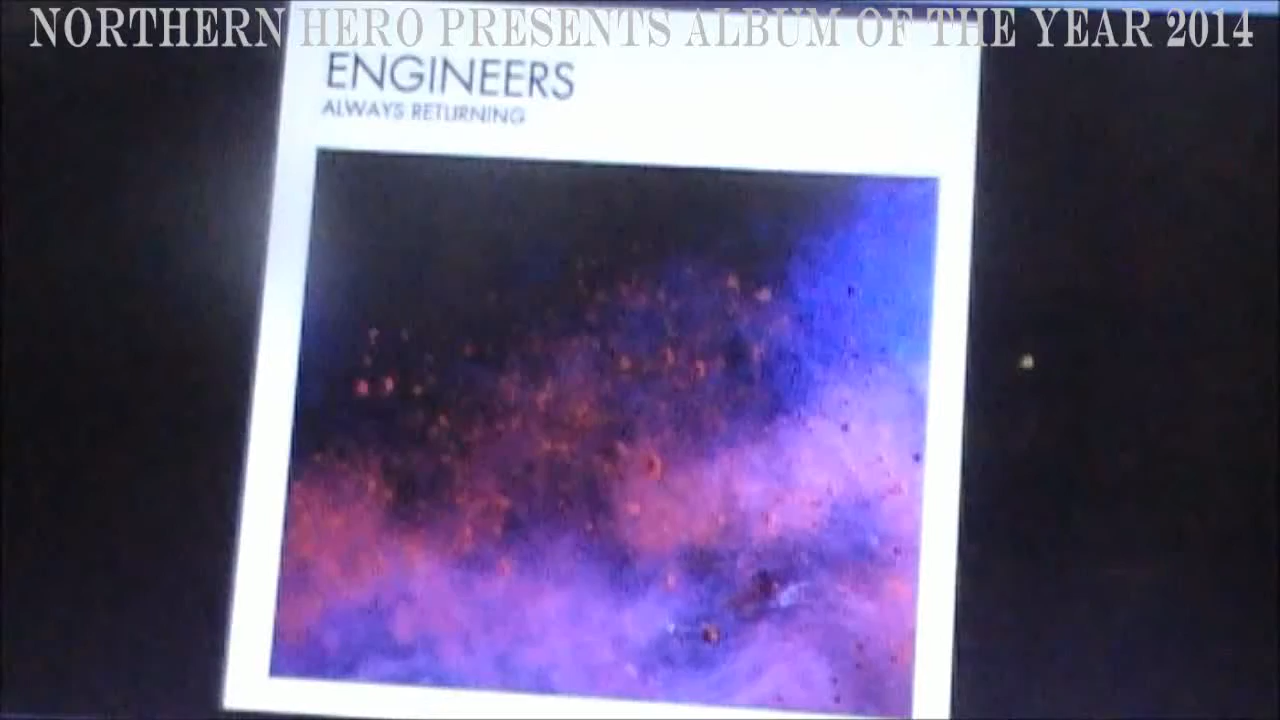 NORTHERN HERO PRESENTS ALBUM OF THE YEAR 2014
ENGINEERS
ALWAYS RETURNING